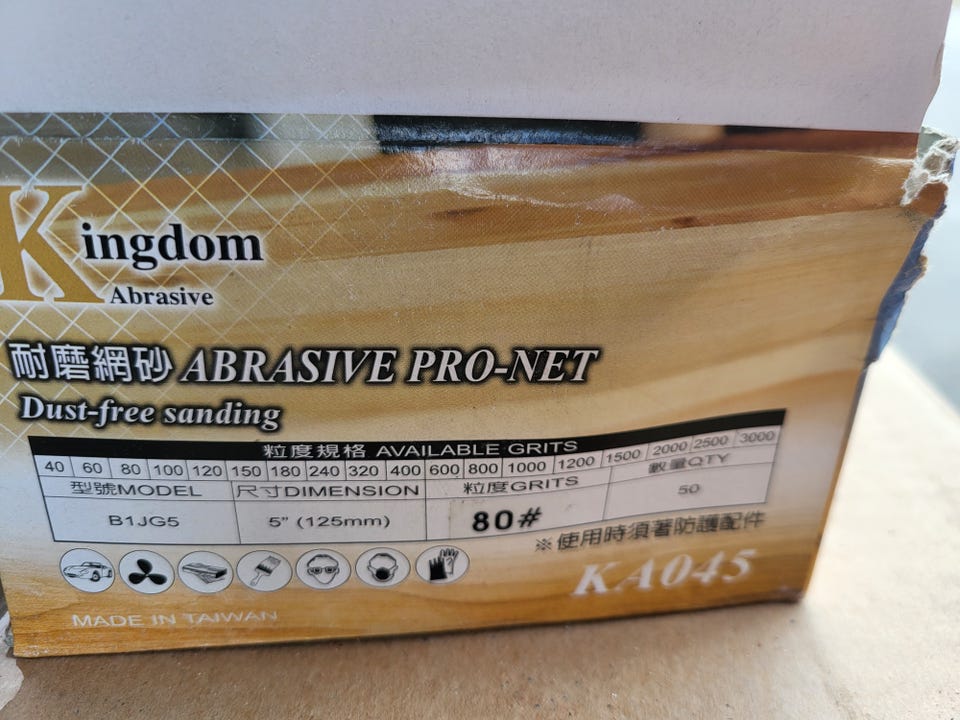 Kingdom
Abrasive
耐磨網砂 ABRASIVE PRO-NET
Dust-free sanding
粒度規格 AVAILABLE GRITS
40 60 80 100 120 150 180 240 320 400 600 800 1000 1200 1500 2000 2500 3000
型號MODEL 尺寸DIMENSION 粒度GRITS 數量QTY
B1JG5 5” (125mm) 80# 50
※使用時須著防護配件
KA045
MADE IN TAIWAN